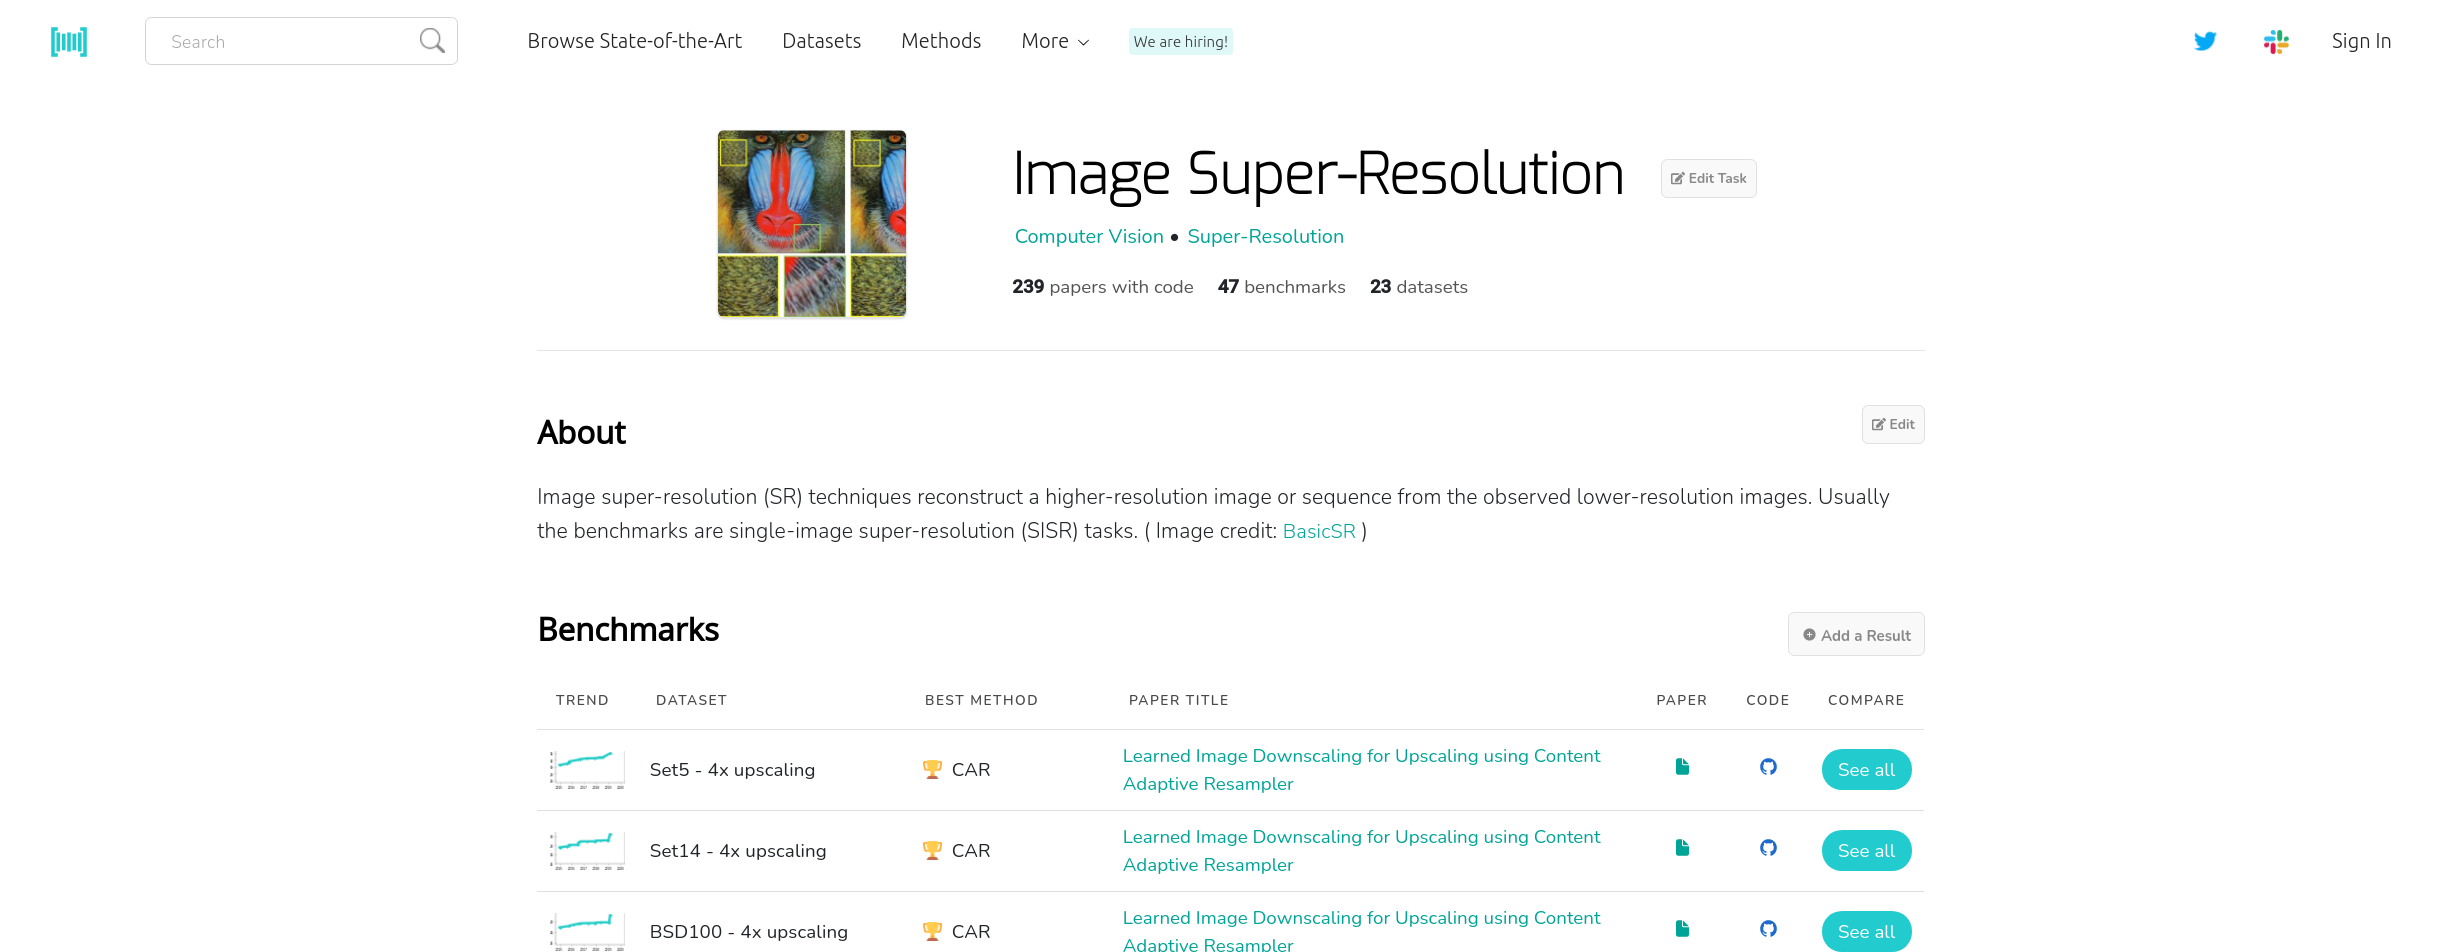 Search
Browse State-of-the-Art Datasets Methods More We are hiring! Sign In
Image Super-Resolution Edit Task
Computer Vision • Super-Resolution
239 papers with code 47 benchmarks 23 datasets
About Edit
Image super-resolution (SR) techniques reconstruct a higher-resolution image or sequence from the observed lower-resolution images. Usually
the benchmarks are single-image super-resolution (SISR) tasks. ( Image credit: BasicSR )
Benchmarks Add a Result
TREND DATASET BEST METHOD PAPER TITLE PAPER CODE COMPARE
Set5 - 4x upscaling CAR Learned Image Downscaling for Upscaling using Content
Adaptive Resampler See all
Set14 - 4x upscaling CAR Learned Image Downscaling for Upscaling using Content
Adaptive Resampler See all
BSD100 - 4x upscaling CAR Learned Image Downscaling for Upscaling using Content
Adaptive Resampler See all